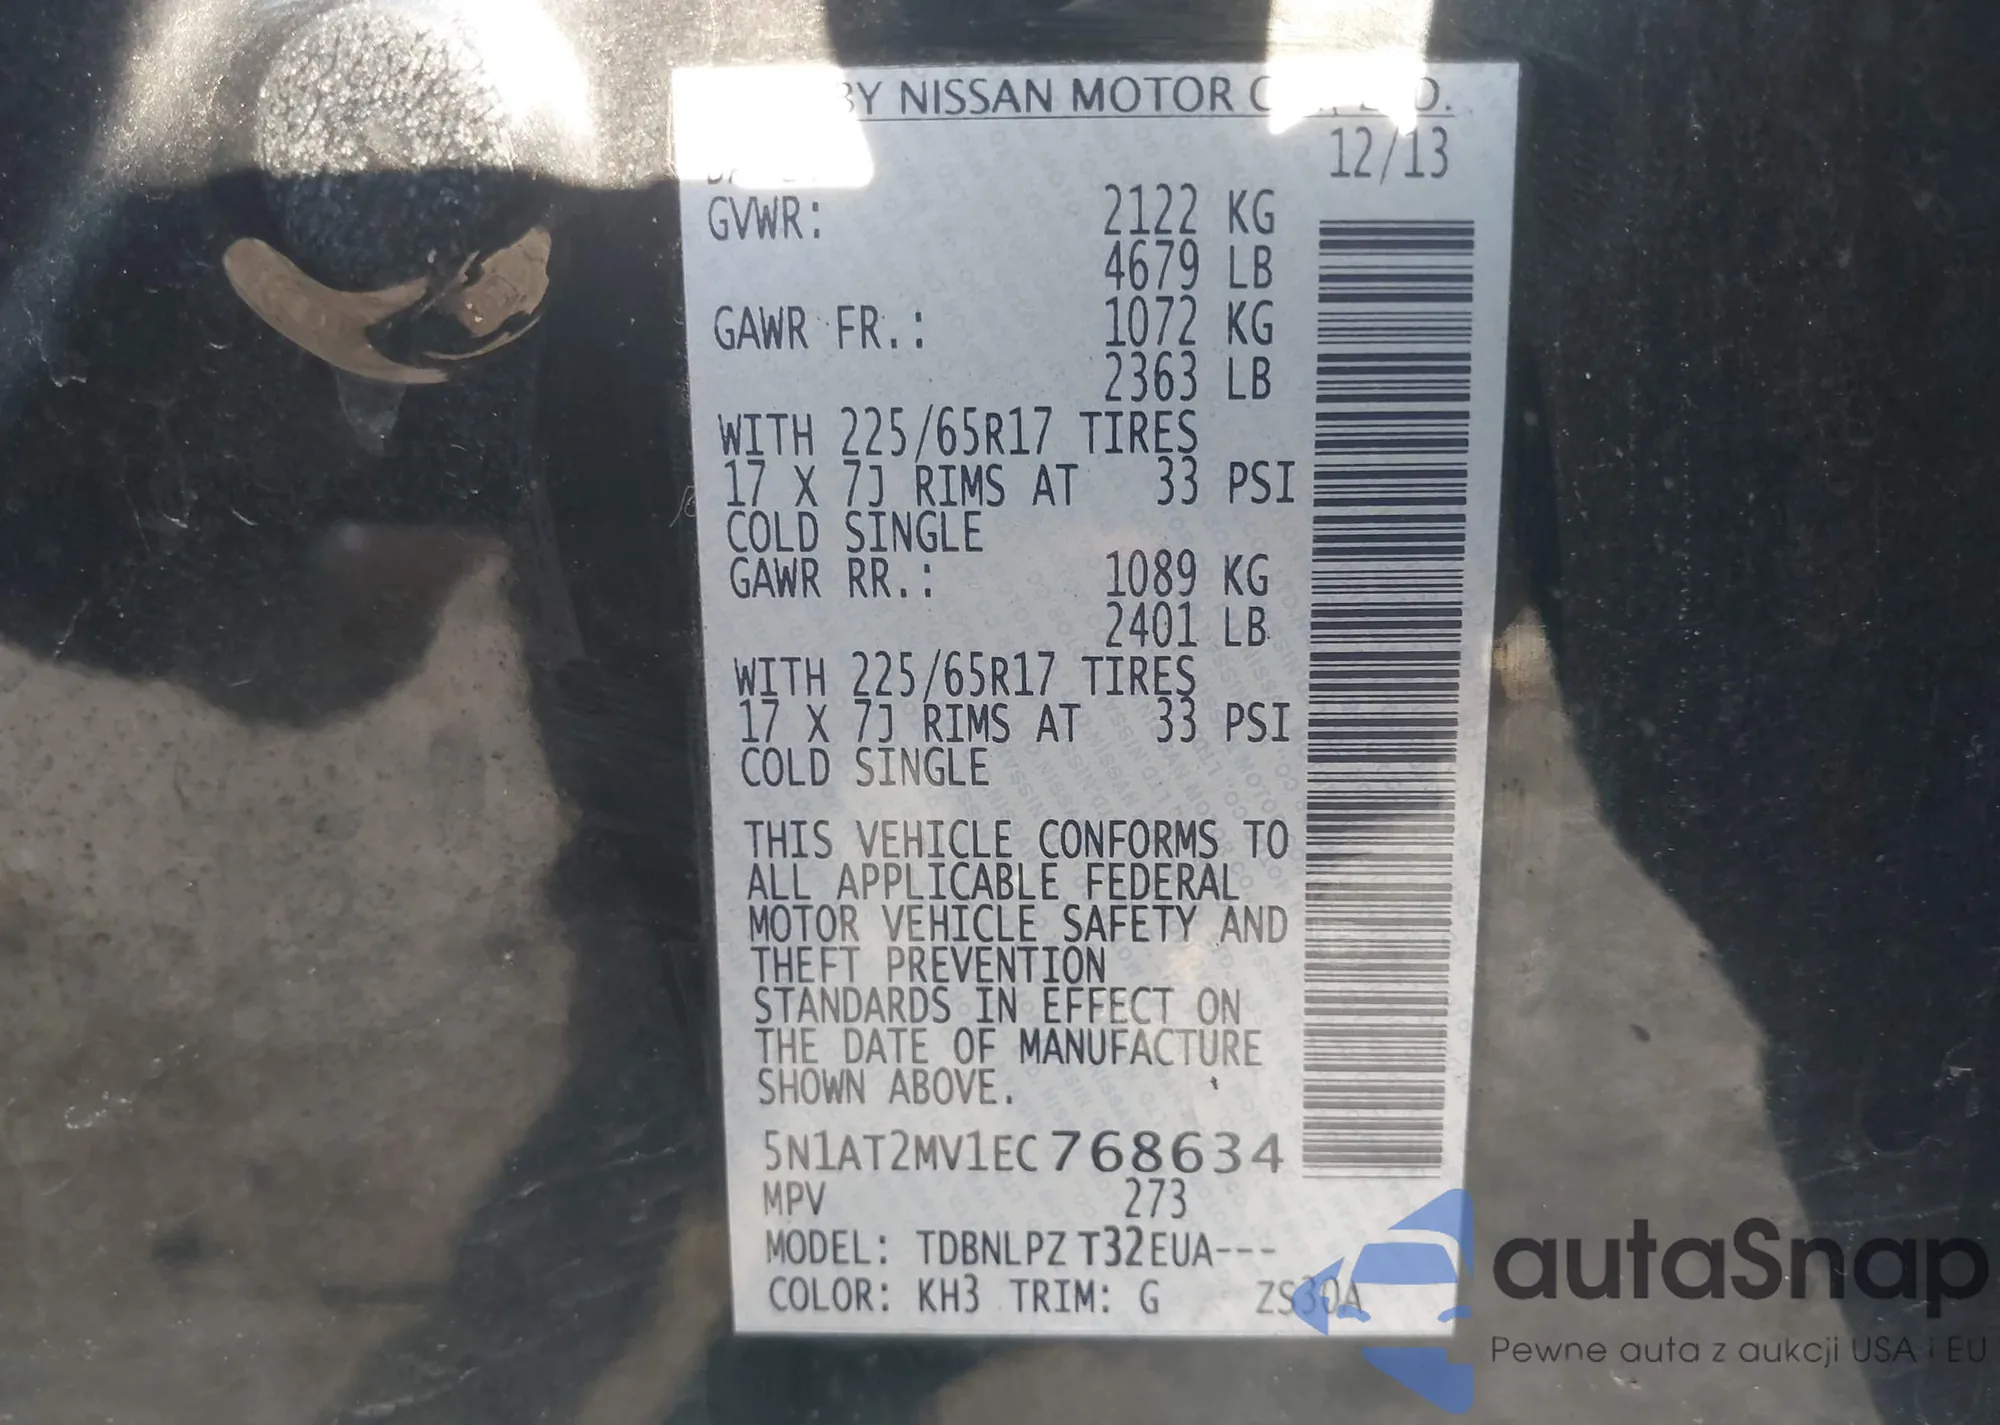 BY NISSAN MOTOR
12/13
GVWR: 2122 KG
4679 LB
GAWR FR.: 1072 KG
2363 LB
WITH 225/65R17 TIRES
17 X 7J RIMS AT 33 PSI
COLD SINGLE
GAWR RR.: 1089 KG
2401 LB
WITH 225/65R17 TIRES
17 X 7J RIMS AT 33 PSI
COLD SINGLE
THIS VEHICLE CONFORMS TO
ALL APPLICABLE FEDERAL
MOTOR VEHICLE SAFETY AND
THEFT PREVENTION
STANDARDS IN EFFECT ON
THE DATE OF MANUFACTURE
SHOWN ABOVE.
5N1AT2MV1EC768634
MPV 273
MODEL: TDBNLPZ T32EUA---
COLOR: KH3 TRIM: G ZS30A
autaSnap
Pewne auta z aukcji USA i EU